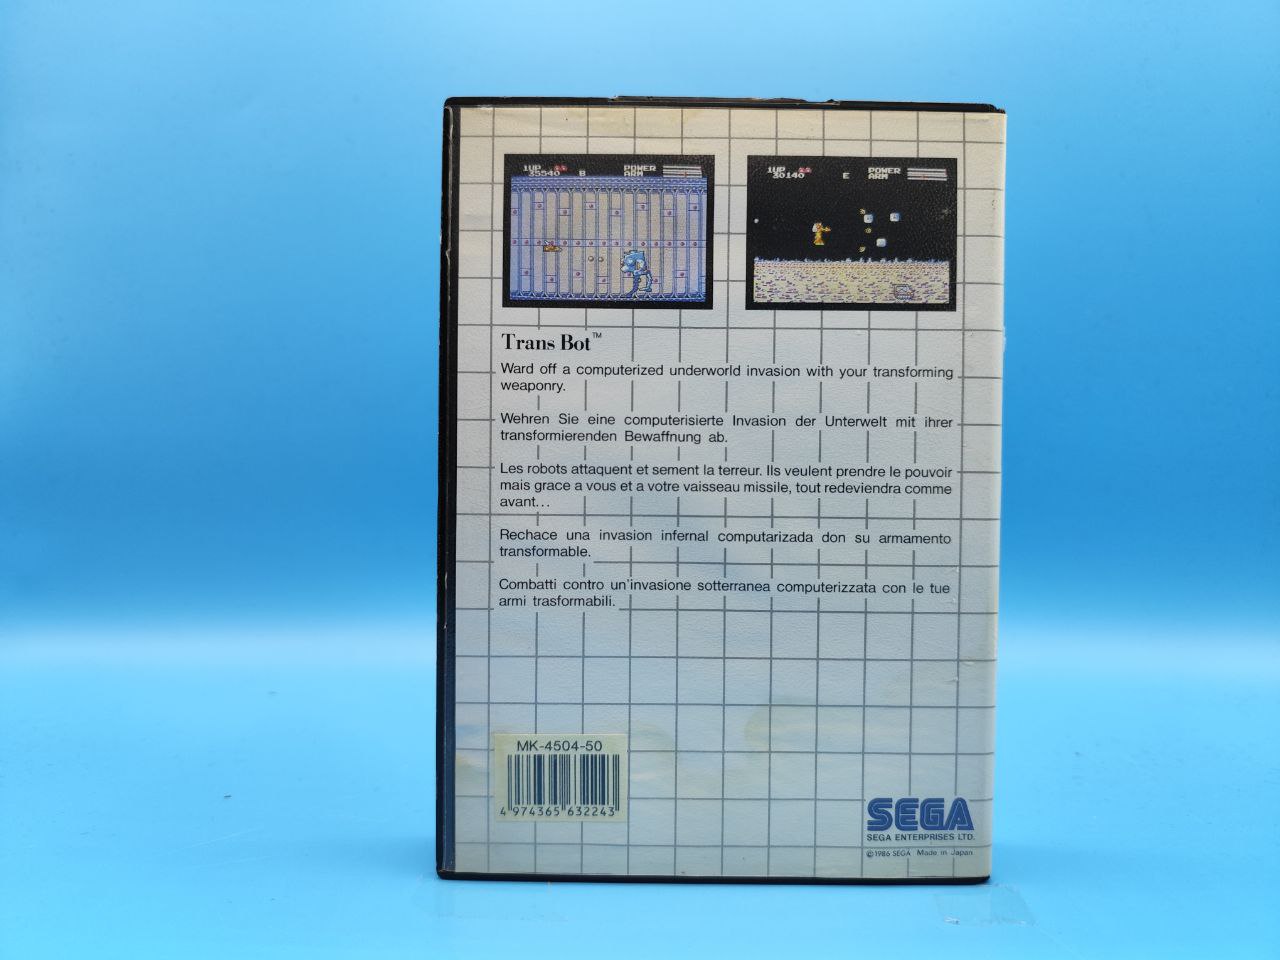 1UP
35540 B
POWER
ARM
1UP
30140 E
POWER
ARM
Trans Bot™
Ward off a computerized underworld invasion with your transforming
weaponry.
Wehren Sie eine computerisierte Invasion der Unterwelt mit ihrer
transformierenden Bewaffnung ab.
Les robots attaquent et sement la terreur. Ils veulent prendre le pouvoir
mais grace a vous et a votre vaisseau missile, tout redeviendra comme
avant...
Rechace una invasion infernal computarizada don su armamento
transformable.
Combatti contro un'invasione sotterranea computerizzata con le tue
armi trasformabili.
MK-4504-50
4 974365 632243
SEGA
SEGA ENTERPRISES LTD.
©1986 SEGA Made in Japan